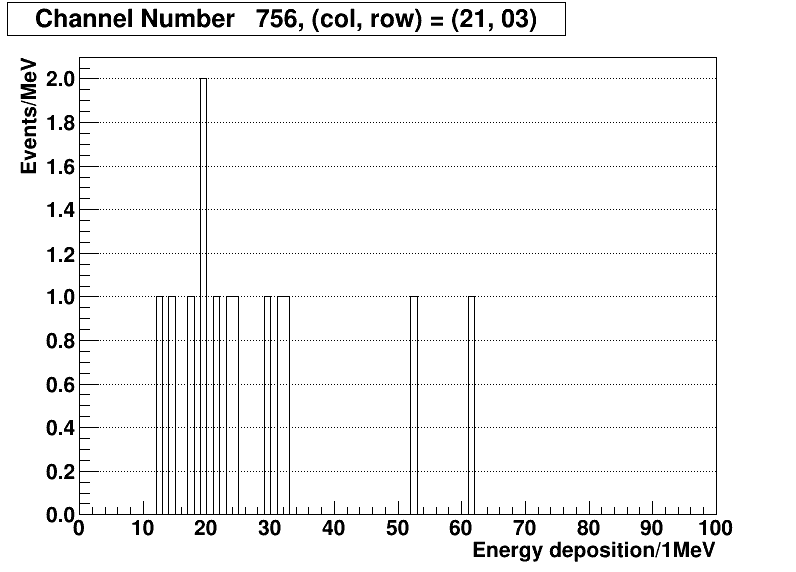 Channel Number 756, (col, row) = (21, 03)
Events/MeV
2.0
1.8
1.6
1.4
1.2
1.0
0.8
0.6
0.4
0.2
0.0
0 10 20 30 40 50 60 70 80 90 100
Energy deposition/1MeV